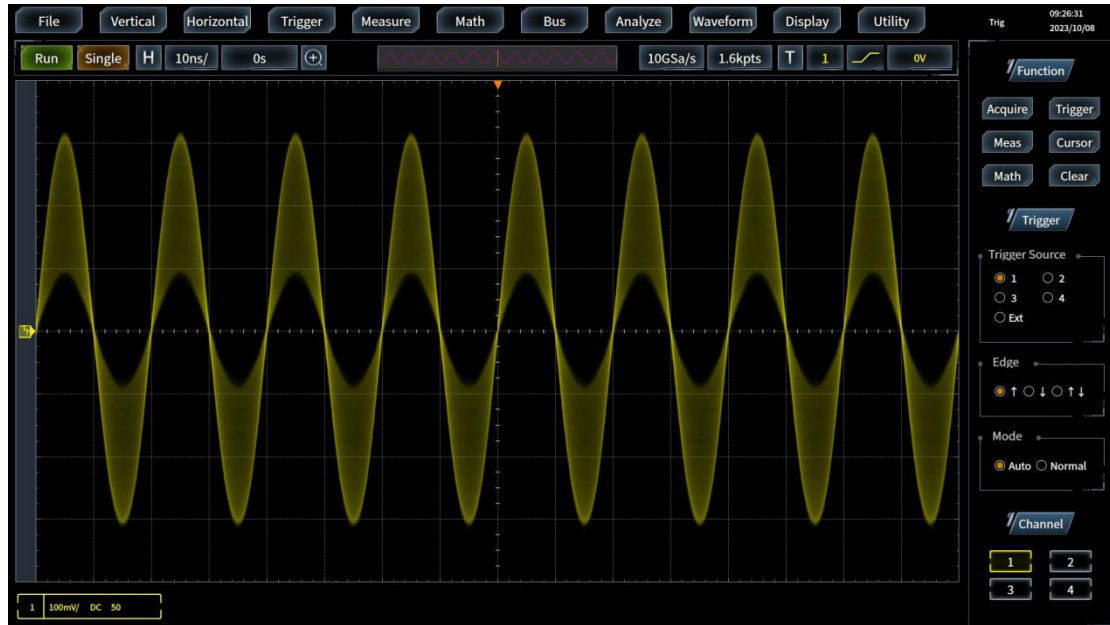 File Vertical Horizontal Trigger Measure Math Bus Analyze Waveform Display Utility Trig 09:26:31
2023/10/08
Run Single H 10ns/ 0s 10GSa/s 1.6kpts T 1 0V
Function
Acquire Trigger
Meas Cursor
Math Clear
Trigger
Trigger Source
1 2
3 4
Ext
Edge
↑ ↓ ↑↓
Mode
Auto Normal
Channel
1 2
3 4
1 100mV/ DC 50